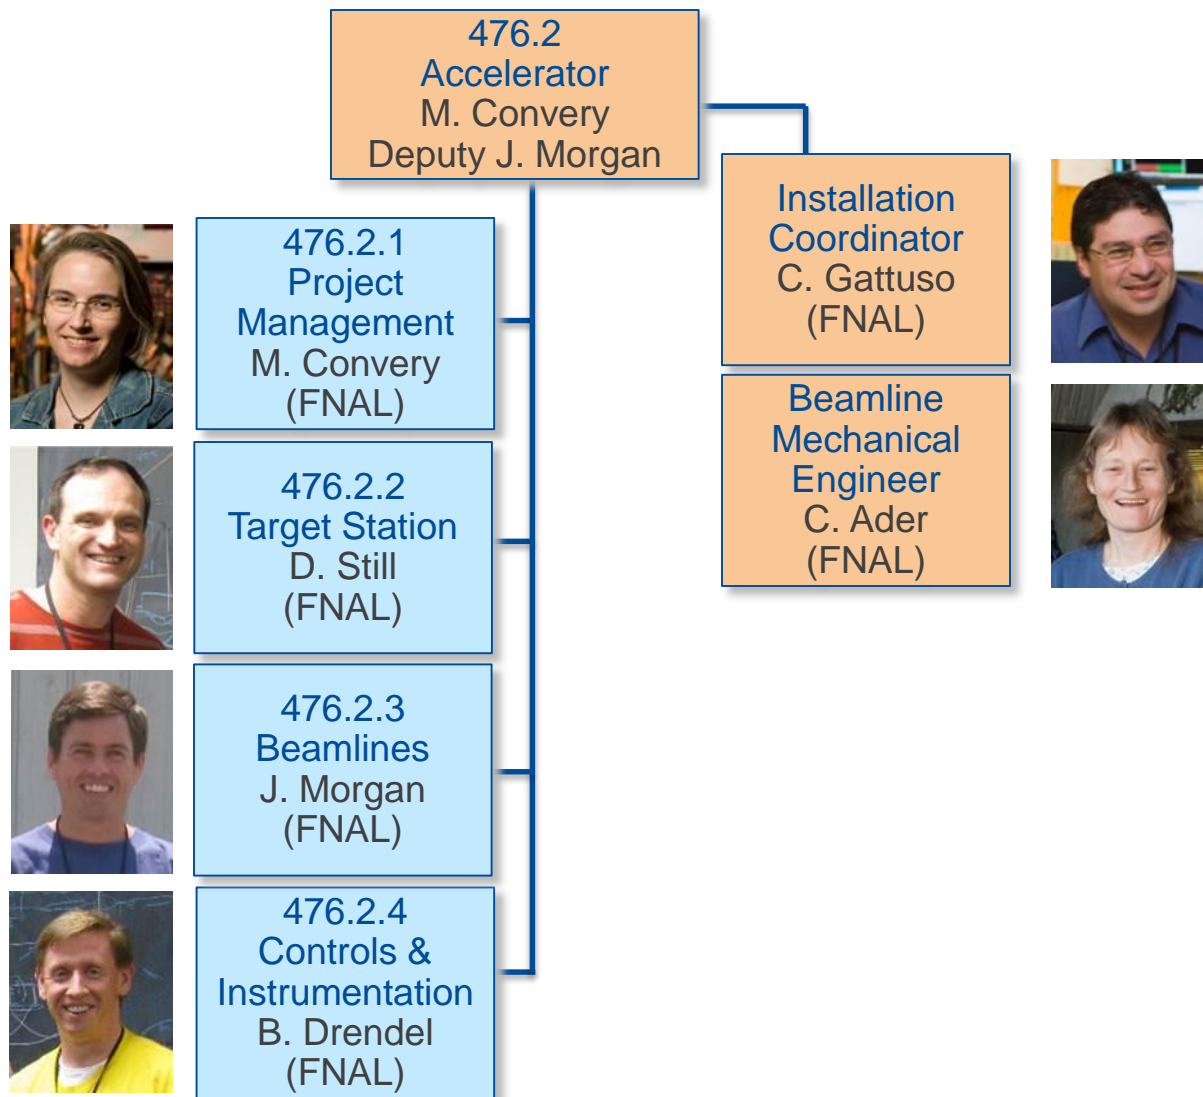 476.2
Accelerator
M. Convery
Deputy J. Morgan
Installation
Coordinator
C. Gattuso
(FNAL)
Beamline
Mechanical
Engineer
C. Ader
(FNAL)
476.2.1
Project
Management
M. Convery
(FNAL)
476.2.2
Target Station
D. Still
(FNAL)
476.2.3
Beamlines
J. Morgan
(FNAL)
476.2.4
Controls &
Instrumentation
B. Drendel
(FNAL)